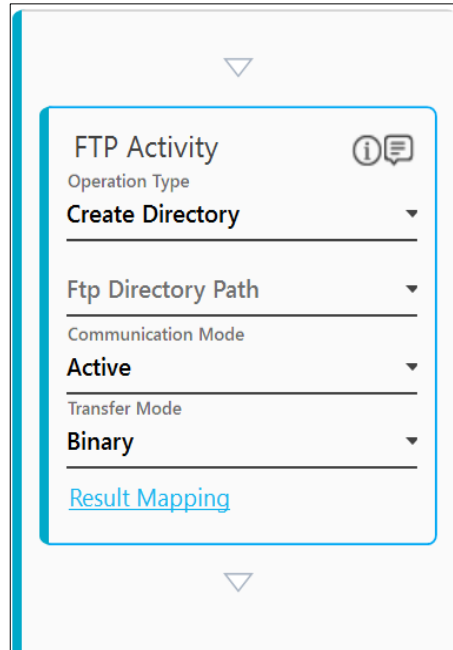 FTP Activity
Operation Type
Create Directory
Ftp Directory Path
Communication Mode
Active
Transfer Mode
Binary
Result Mapping